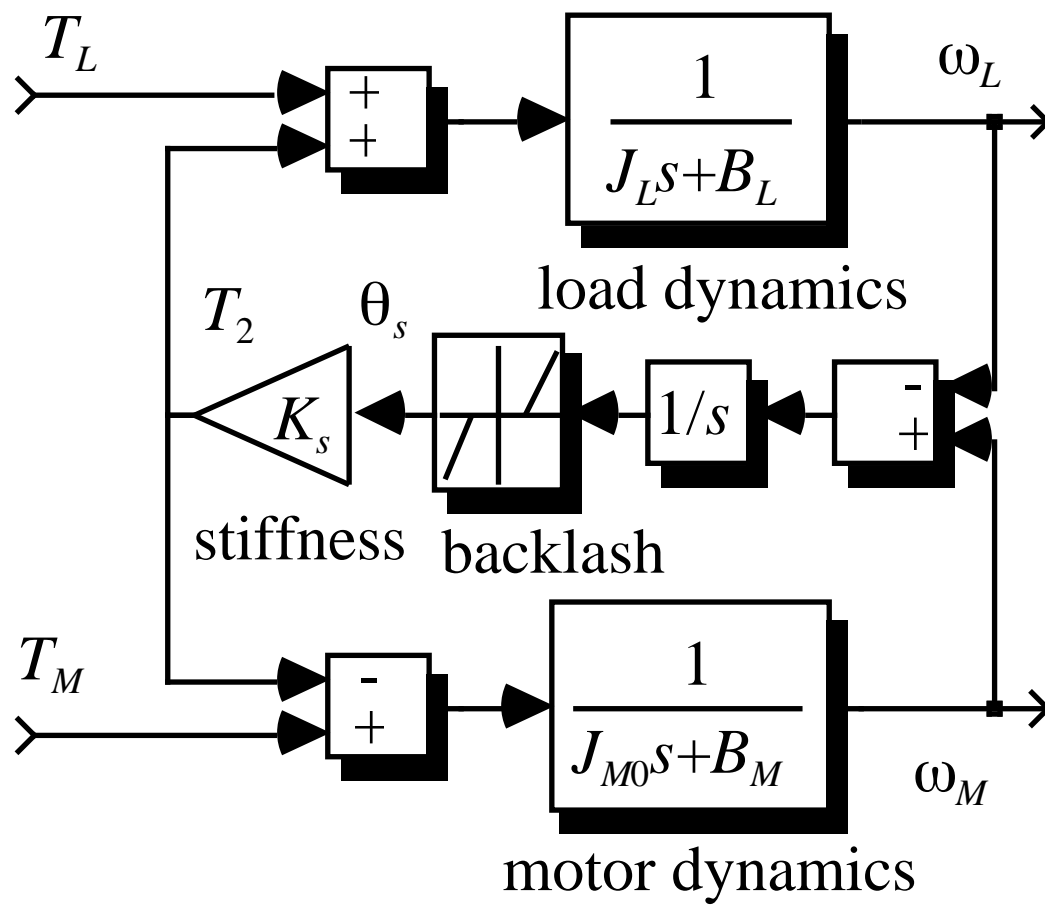 T_L
+
+
1
J_L s+B_L
ω_L
load dynamics
T_2
θ_s
K_s
1/s
-
+
stiffness
backlash
T_M
-
+
1
J_M0 s+B_M
ω_M
motor dynamics